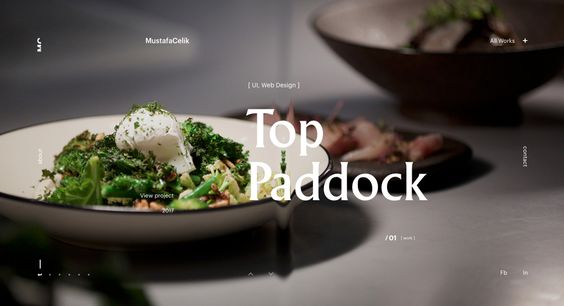 MustafaCelik
All Works +
[ UI, Web Design ]
Top
Paddock
about
contact
View project
2017
/ 01 [ work ]
Fb
In